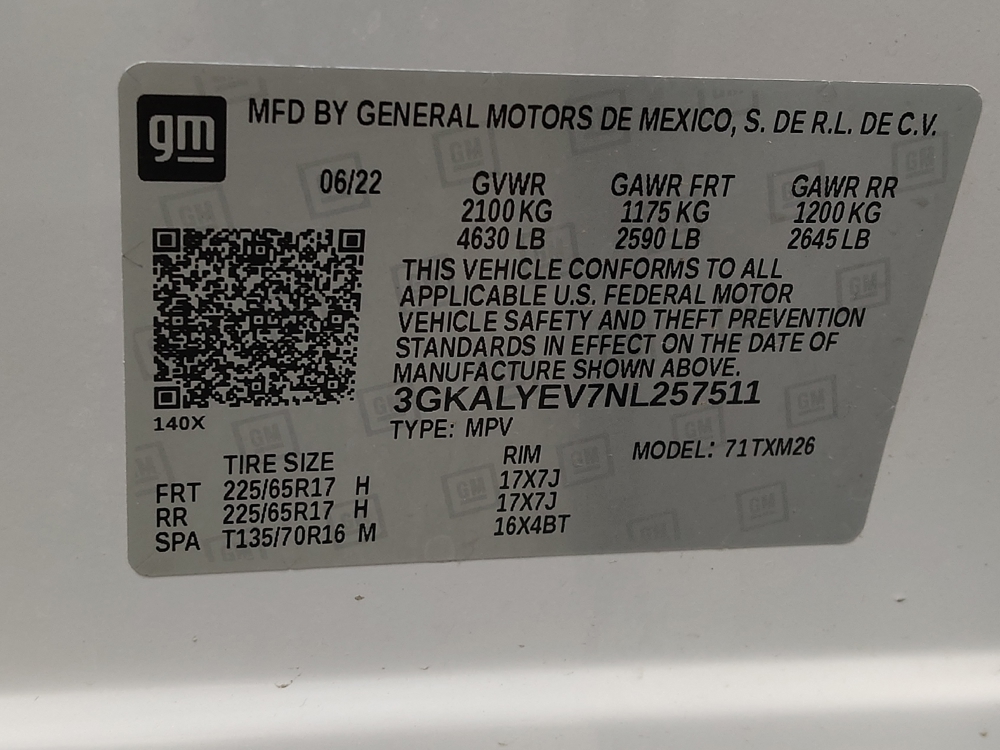 gm
MFD BY GENERAL MOTORS DE MEXICO, S. DE R.L. DE C.V.
06/22 GVWR GAWR FRT GAWR RR
2100 KG 1175 KG 1200 KG
4630 LB 2590 LB 2645 LB
THIS VEHICLE CONFORMS TO ALL
APPLICABLE U.S. FEDERAL MOTOR
VEHICLE SAFETY AND THEFT PREVENTION
STANDARDS IN EFFECT ON THE DATE OF
MANUFACTURE SHOWN ABOVE.
3GKALYEV7NL257511
140X
TYPE: MPV
MODEL: 71TXM26
TIRE SIZE RIM
FRT 225/65R17 H 17X7J
RR 225/65R17 H 17X7J
SPA T135/70R16 M 16X4BT